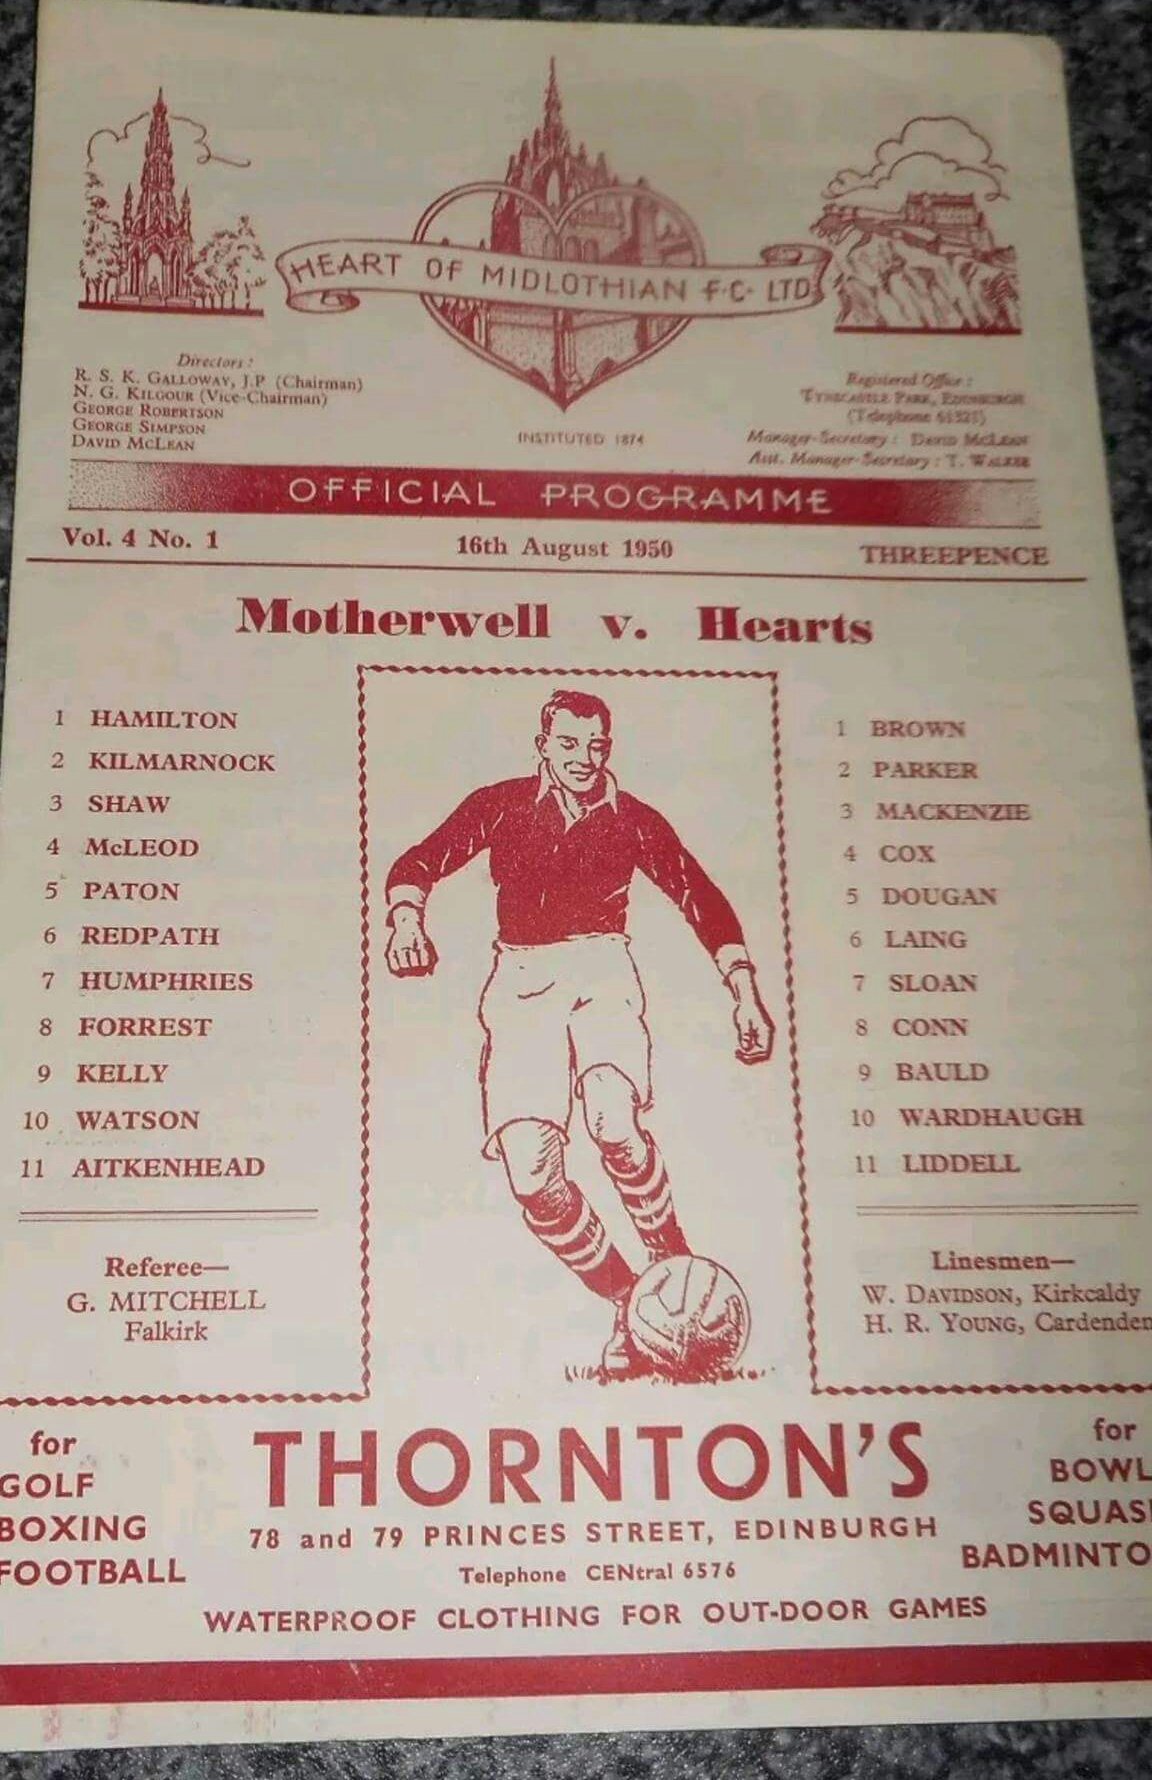 HEART OF MIDLOTHIAN F.C. LTD
Directors:
R. S. K. GALLOWAY, J.P (Chairman)
N. G. KILGOUR (Vice-Chairman)
GEORGE ROBERTSON
GEORGE SIMPSON
DAVID McLEAN
INSTITUTED 1874
Registered Office:
TYNECASTLE PARK, EDINBURGH
(Telephone 61321)
Manager-Secretary: DAVID McLEAN
Asst. Manager-Secretary: T. WALKER
OFFICIAL PROGRAMME
Vol. 4 No. 1 16th August 1950 THREEPENCE
Motherwell v. Hearts
1 HAMILTON
2 KILMARNOCK
3 SHAW
4 McLEOD
5 PATON
6 REDPATH
7 HUMPHRIES
8 FORREST
9 KELLY
10 WATSON
11 AITKENHEAD
1 BROWN
2 PARKER
3 MACKENZIE
4 COX
5 DOUGAN
6 LAING
7 SLOAN
8 CONN
9 BAULD
10 WARDHAUGH
11 LIDDELL
Referee—
G. MITCHELL
Falkirk
Linesmen—
W. DAVIDSON, Kirkcaldy
H. R. YOUNG, Cardenden
for
GOLF
BOXING
FOOTBALL
THORNTON'S
78 and 79 PRINCES STREET, EDINBURGH
Telephone CENtral 6576
WATERPROOF CLOTHING FOR OUT-DOOR GAMES
for
BOWL
SQUAS
BADMINTO